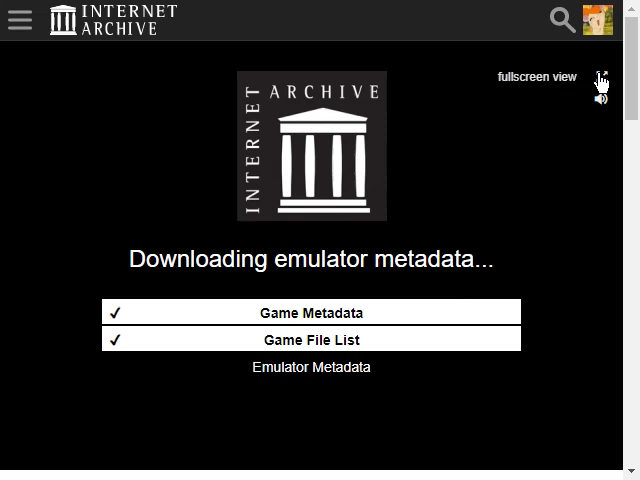 INTERNET
ARCHIVE
fullscreen view
INTERNET ARCHIVE
Downloading emulator metadata...
✔ Game Metadata
✔ Game File List
Emulator Metadata